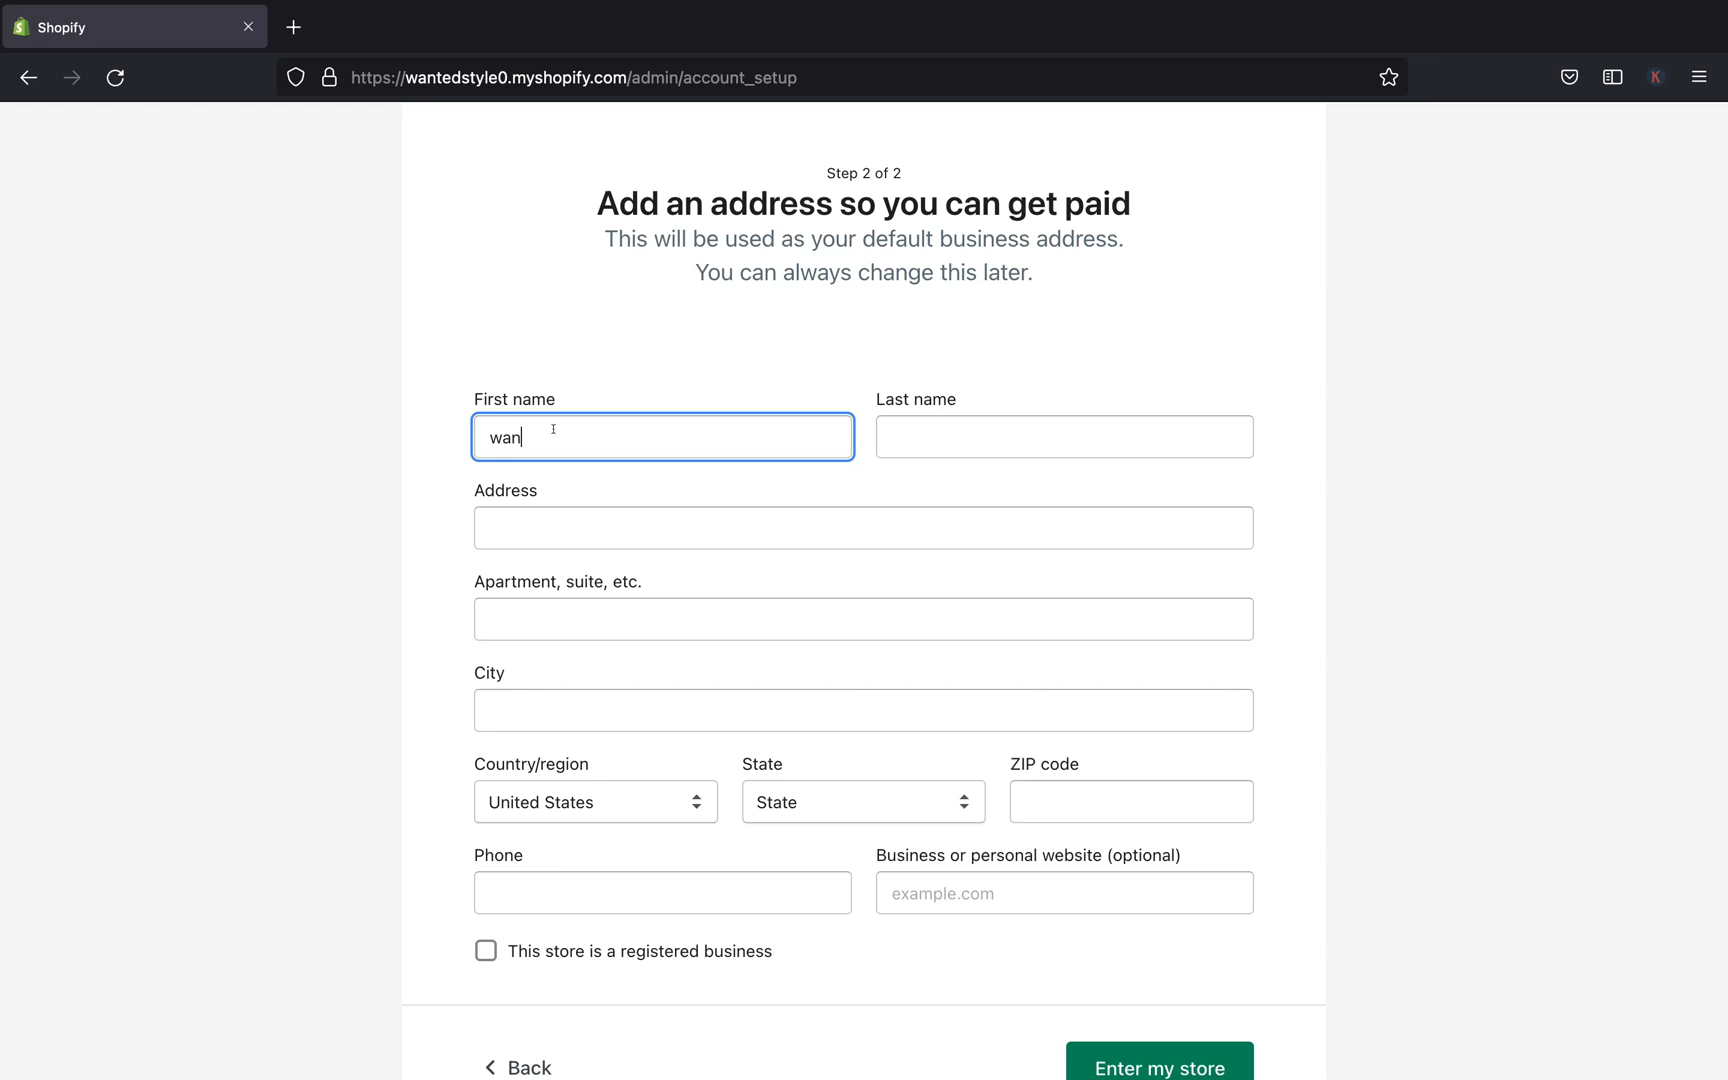 Shopify
https://wantedstyle0.myshopify.com/admin/account_setup
K
Step 2 of 2
Add an address so you can get paid
This will be used as your default business address.
You can always change this later.
First name
Last name
wan
Address
Apartment, suite, etc.
City
Country/region
State
ZIP code
United States
State
Phone
Business or personal website (optional)
example.com
This store is a registered business
Back
Enter my store